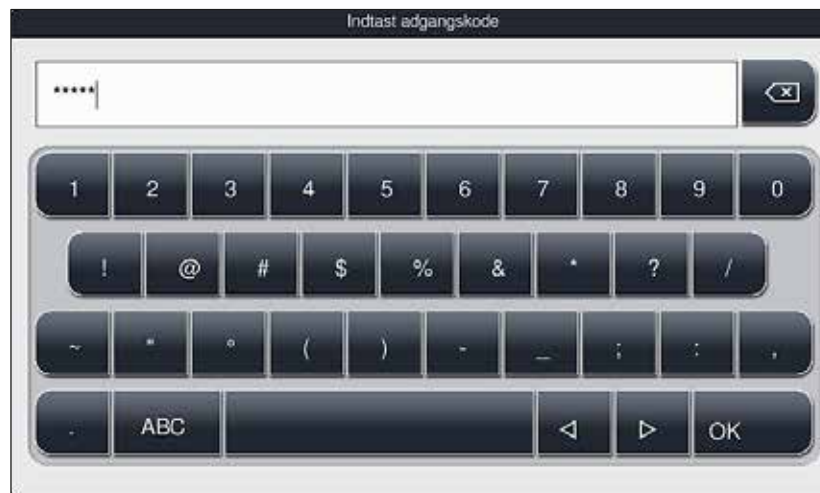 Indtast adgangskode
*****
1 2 3 4 5 6 7 8 9 0
! @ # $ % & * ? /
~ " ° ( ) - _ ; : ,
. ABC OK